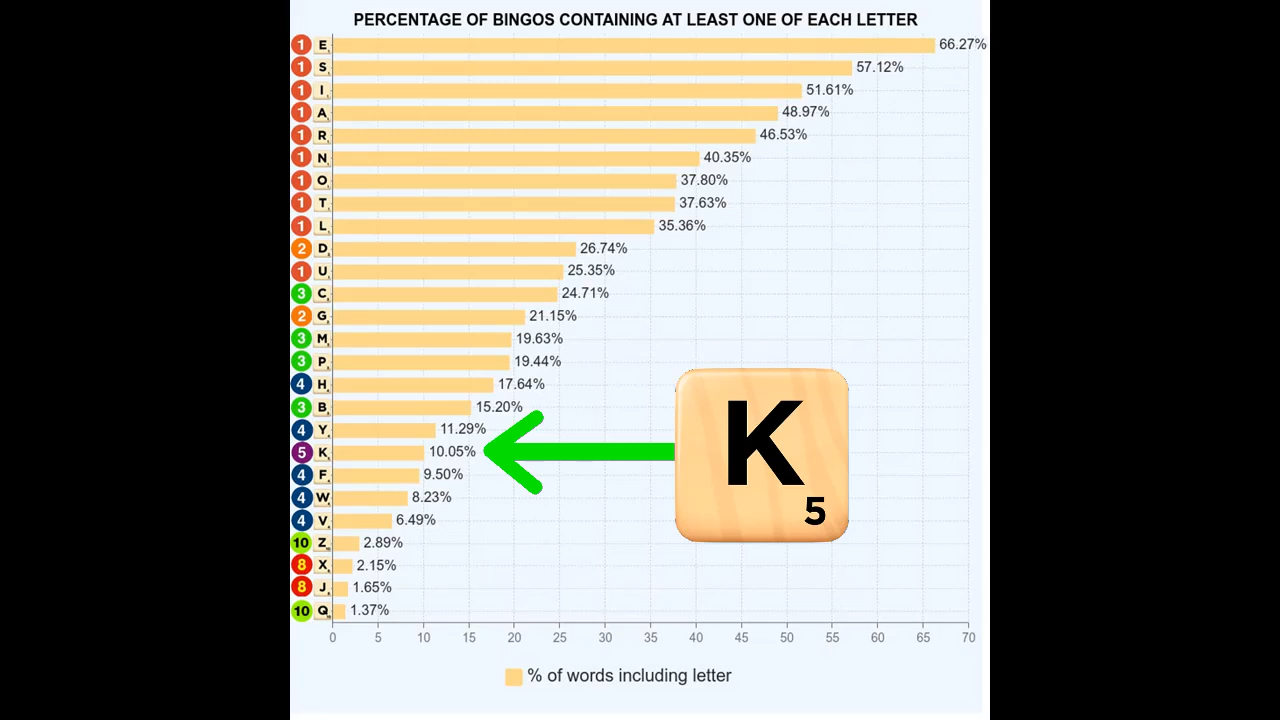 PERCENTAGE OF BINGOS CONTAINING AT LEAST ONE OF EACH LETTER
1 E 66.27%
1 S 57.12%
1 I 51.61%
1 A 48.97%
1 R 46.53%
1 N 40.35%
1 O 37.80%
1 T 37.63%
1 L 35.36%
2 D 26.74%
1 U 25.35%
3 C 24.71%
2 G 21.15%
3 M 19.63%
3 P 19.44%
4 H 17.64%
3 B 15.20%
4 Y 11.29%
5 K 10.05%
4 F 9.50%
4 W 8.23%
4 V 6.49%
10 Z 2.89%
8 X 2.15%
8 J 1.65%
10 Q 1.37%
K
5
0 5 10 15 20 25 30 35 40 45 50 55 60 65 70
% of words including letter